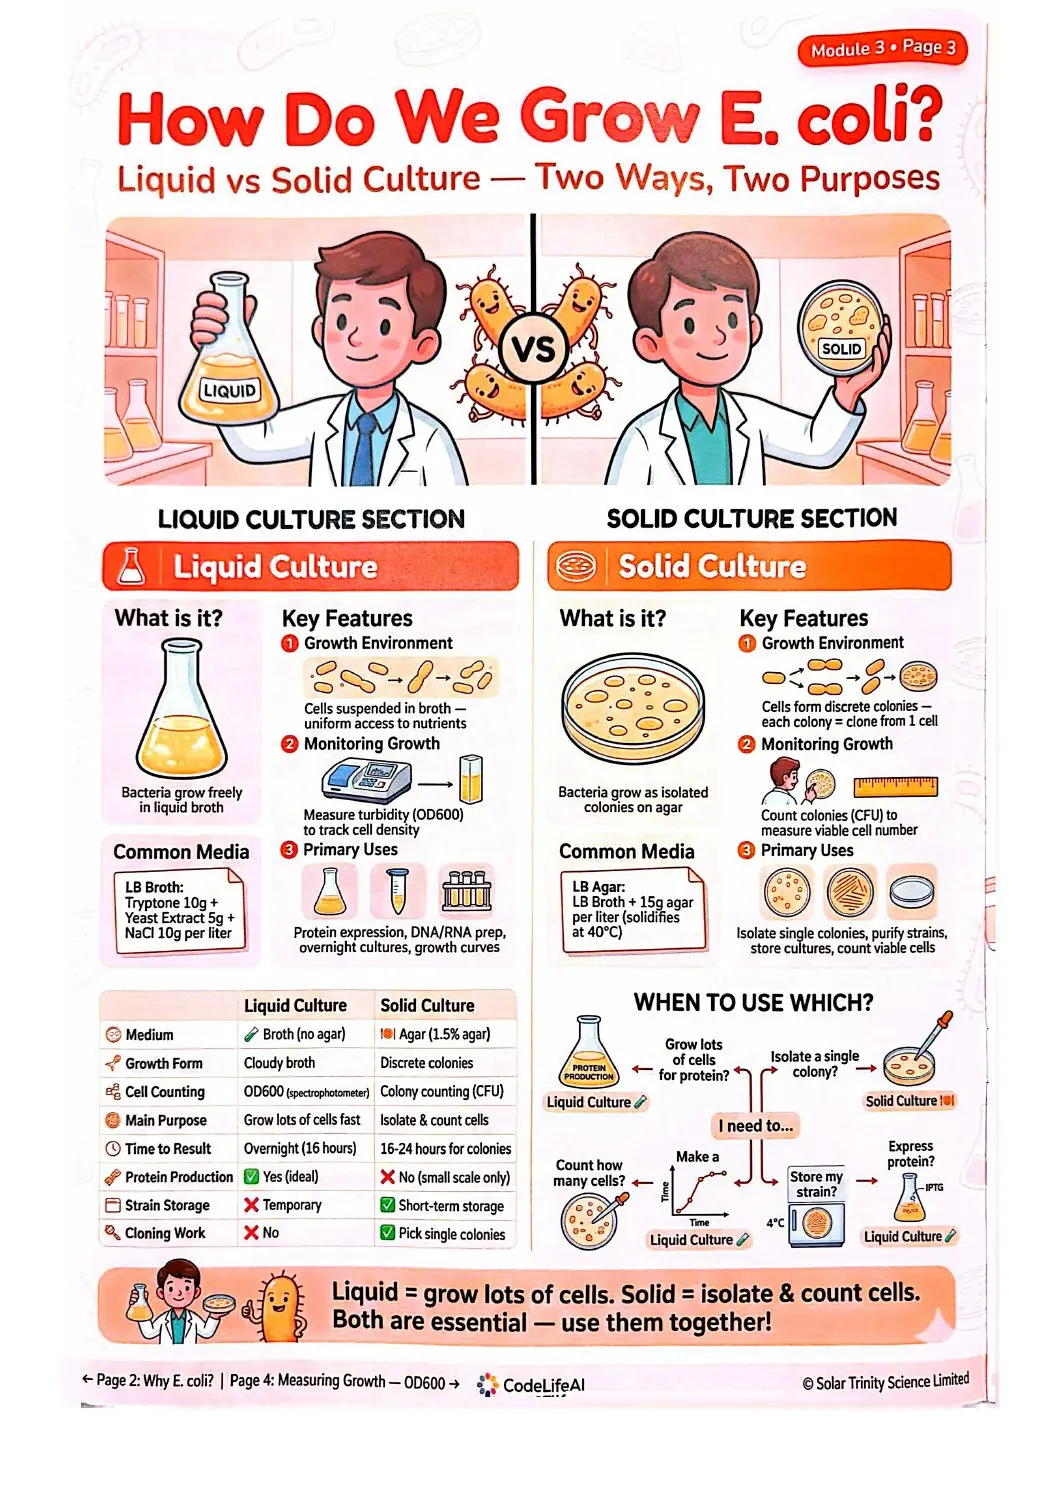 Module 3 • Page 3
How Do We Grow E. coli?
Liquid vs Solid Culture — Two Ways, Two Purposes
LIQUID
VS
SOLID
LIQUID CULTURE SECTION
Liquid Culture
What is it?
Bacteria grow freely
in liquid broth
Common Media
LB Broth:
Tryptone 10g +
Yeast Extract 5g +
NaCl 10g per liter
Key Features
1 Growth Environment
Cells suspended in broth —
uniform access to nutrients
2 Monitoring Growth
Measure turbidity (OD600)
to track cell density
3 Primary Uses
Protein expression, DNA/RNA prep,
overnight cultures, growth curves
SOLID CULTURE SECTION
Solid Culture
What is it?
Bacteria grow as isolated
colonies on agar
Common Media
LB Agar:
LB Broth + 15g agar
per liter (solidifies
at 40°C)
Key Features
1 Growth Environment
Cells form discrete colonies —
each colony = clone from 1 cell
2 Monitoring Growth
Count colonies (CFU) to
measure viable cell number
3 Primary Uses
Isolate single colonies, purify strains,
store cultures, count viable cells
Liquid Culture Solid Culture
Medium Broth (no agar) Agar (1.5% agar)
Growth Form Cloudy broth Discrete colonies
Cell Counting OD600 (spectrophotometer) Colony counting (CFU)
Main Purpose Grow lots of cells fast Isolate & count cells
Time to Result Overnight (16 hours) 16-24 hours for colonies
Protein Production Yes (ideal) No (small scale only)
Strain Storage Temporary Short-term storage
Cloning Work No Pick single colonies
WHEN TO USE WHICH?
PROTEIN
PRODUCTION
Liquid Culture
Grow lots
of cells
for protein?
Isolate a single
colony?
Solid Culture
I need to...
Count how
many cells?
Make a
Time
Time
Liquid Culture
Store my
strain?
4°C
Express
protein?
IPTG
Liquid Culture
Liquid = grow lots of cells. Solid = isolate & count cells.
Both are essential — use them together!
← Page 2: Why E. coli? | Page 4: Measuring Growth — OD600 →
CodeLifeAI
© Solar Trinity Science Limited